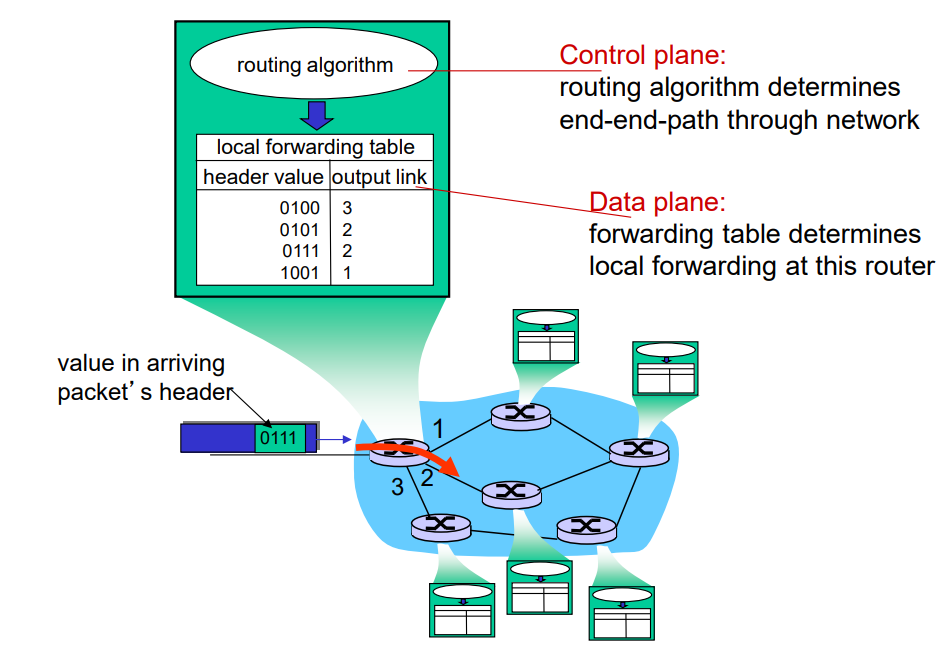 routing algorithm
local forwarding table
header value output link
0100 3
0101 2
0111 2
1001 1
Control plane:
routing algorithm determines
end-end-path through network
Data plane:
forwarding table determines
local forwarding at this router
value in arriving
packet’s header
0111
1
2
3